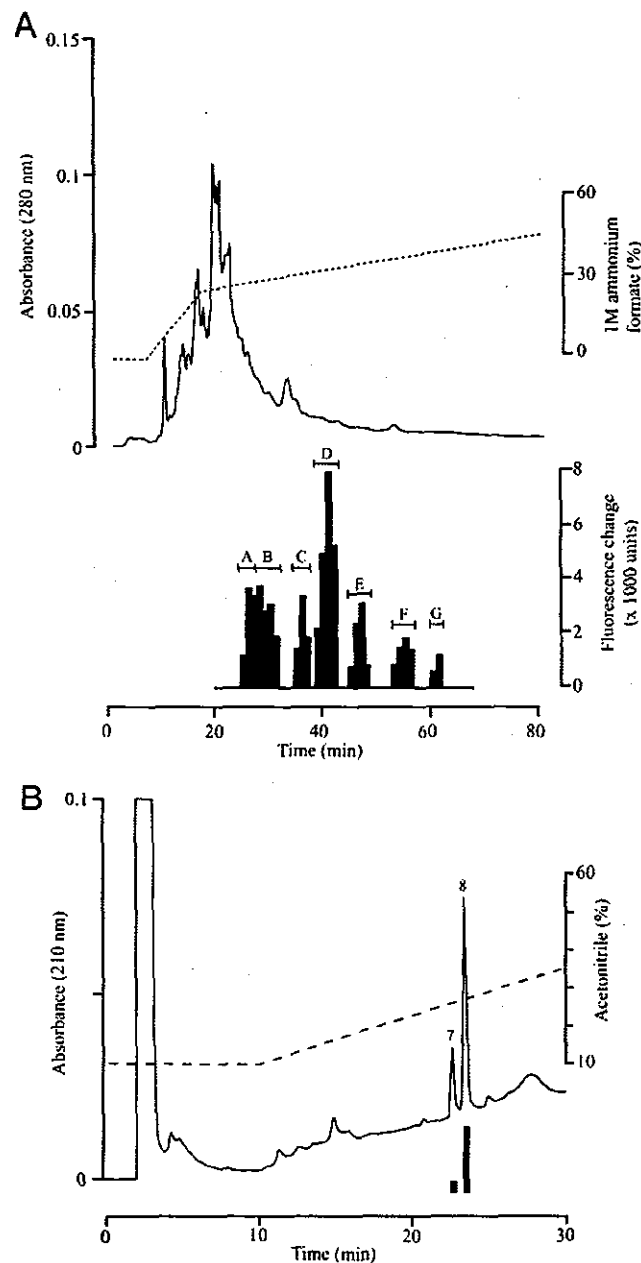 A
0.15
0.1
0.05
0
Absorbance (280 nm)
60
30
0
1M ammonium
formate (%)
A B C D E F G
8
6
4
2
0
Fluorescence change
(x 1000 units)
0 20 40 60 80
Time (min)
B
0.1
0
Absorbance (210 nm)
7
8
60
10
Acetonitrile (%)
0 10 20 30
Time (min)